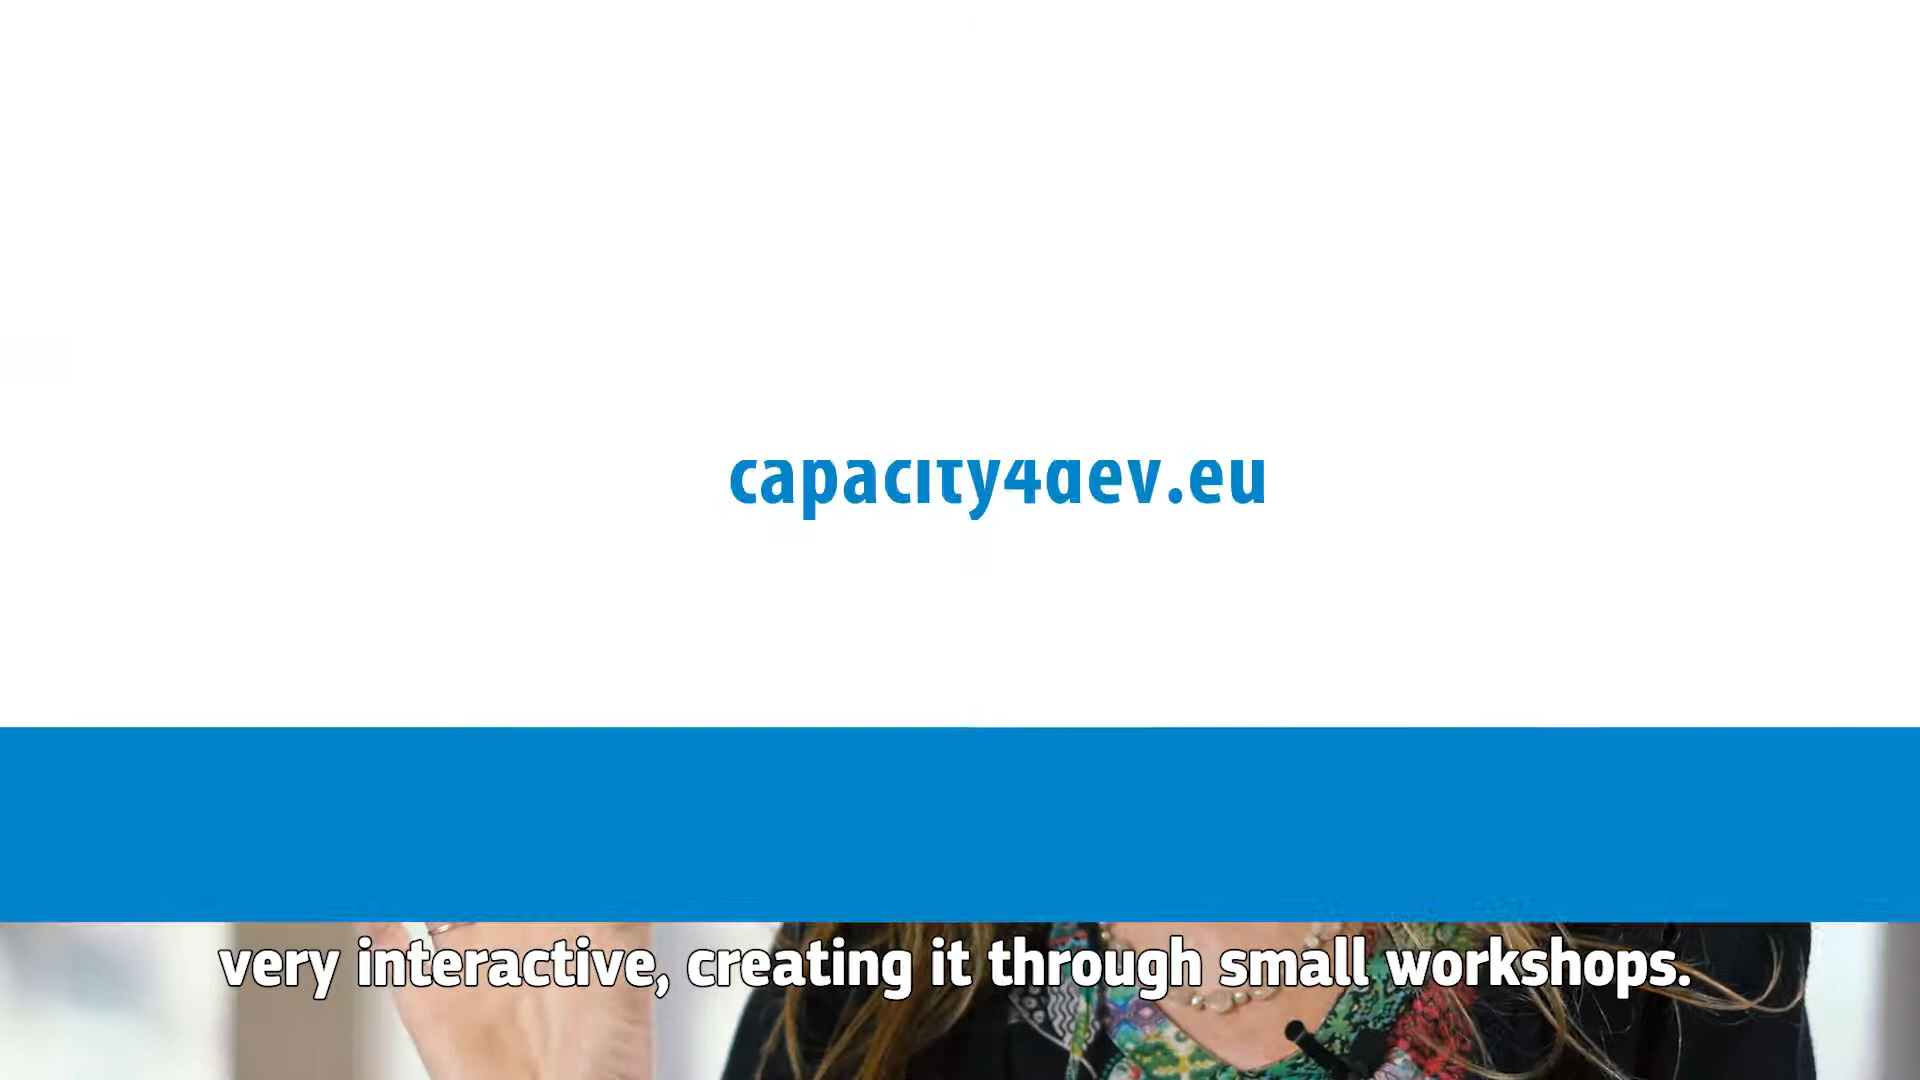 capacity4dev.eu
very interactive, creating it through small workshops.